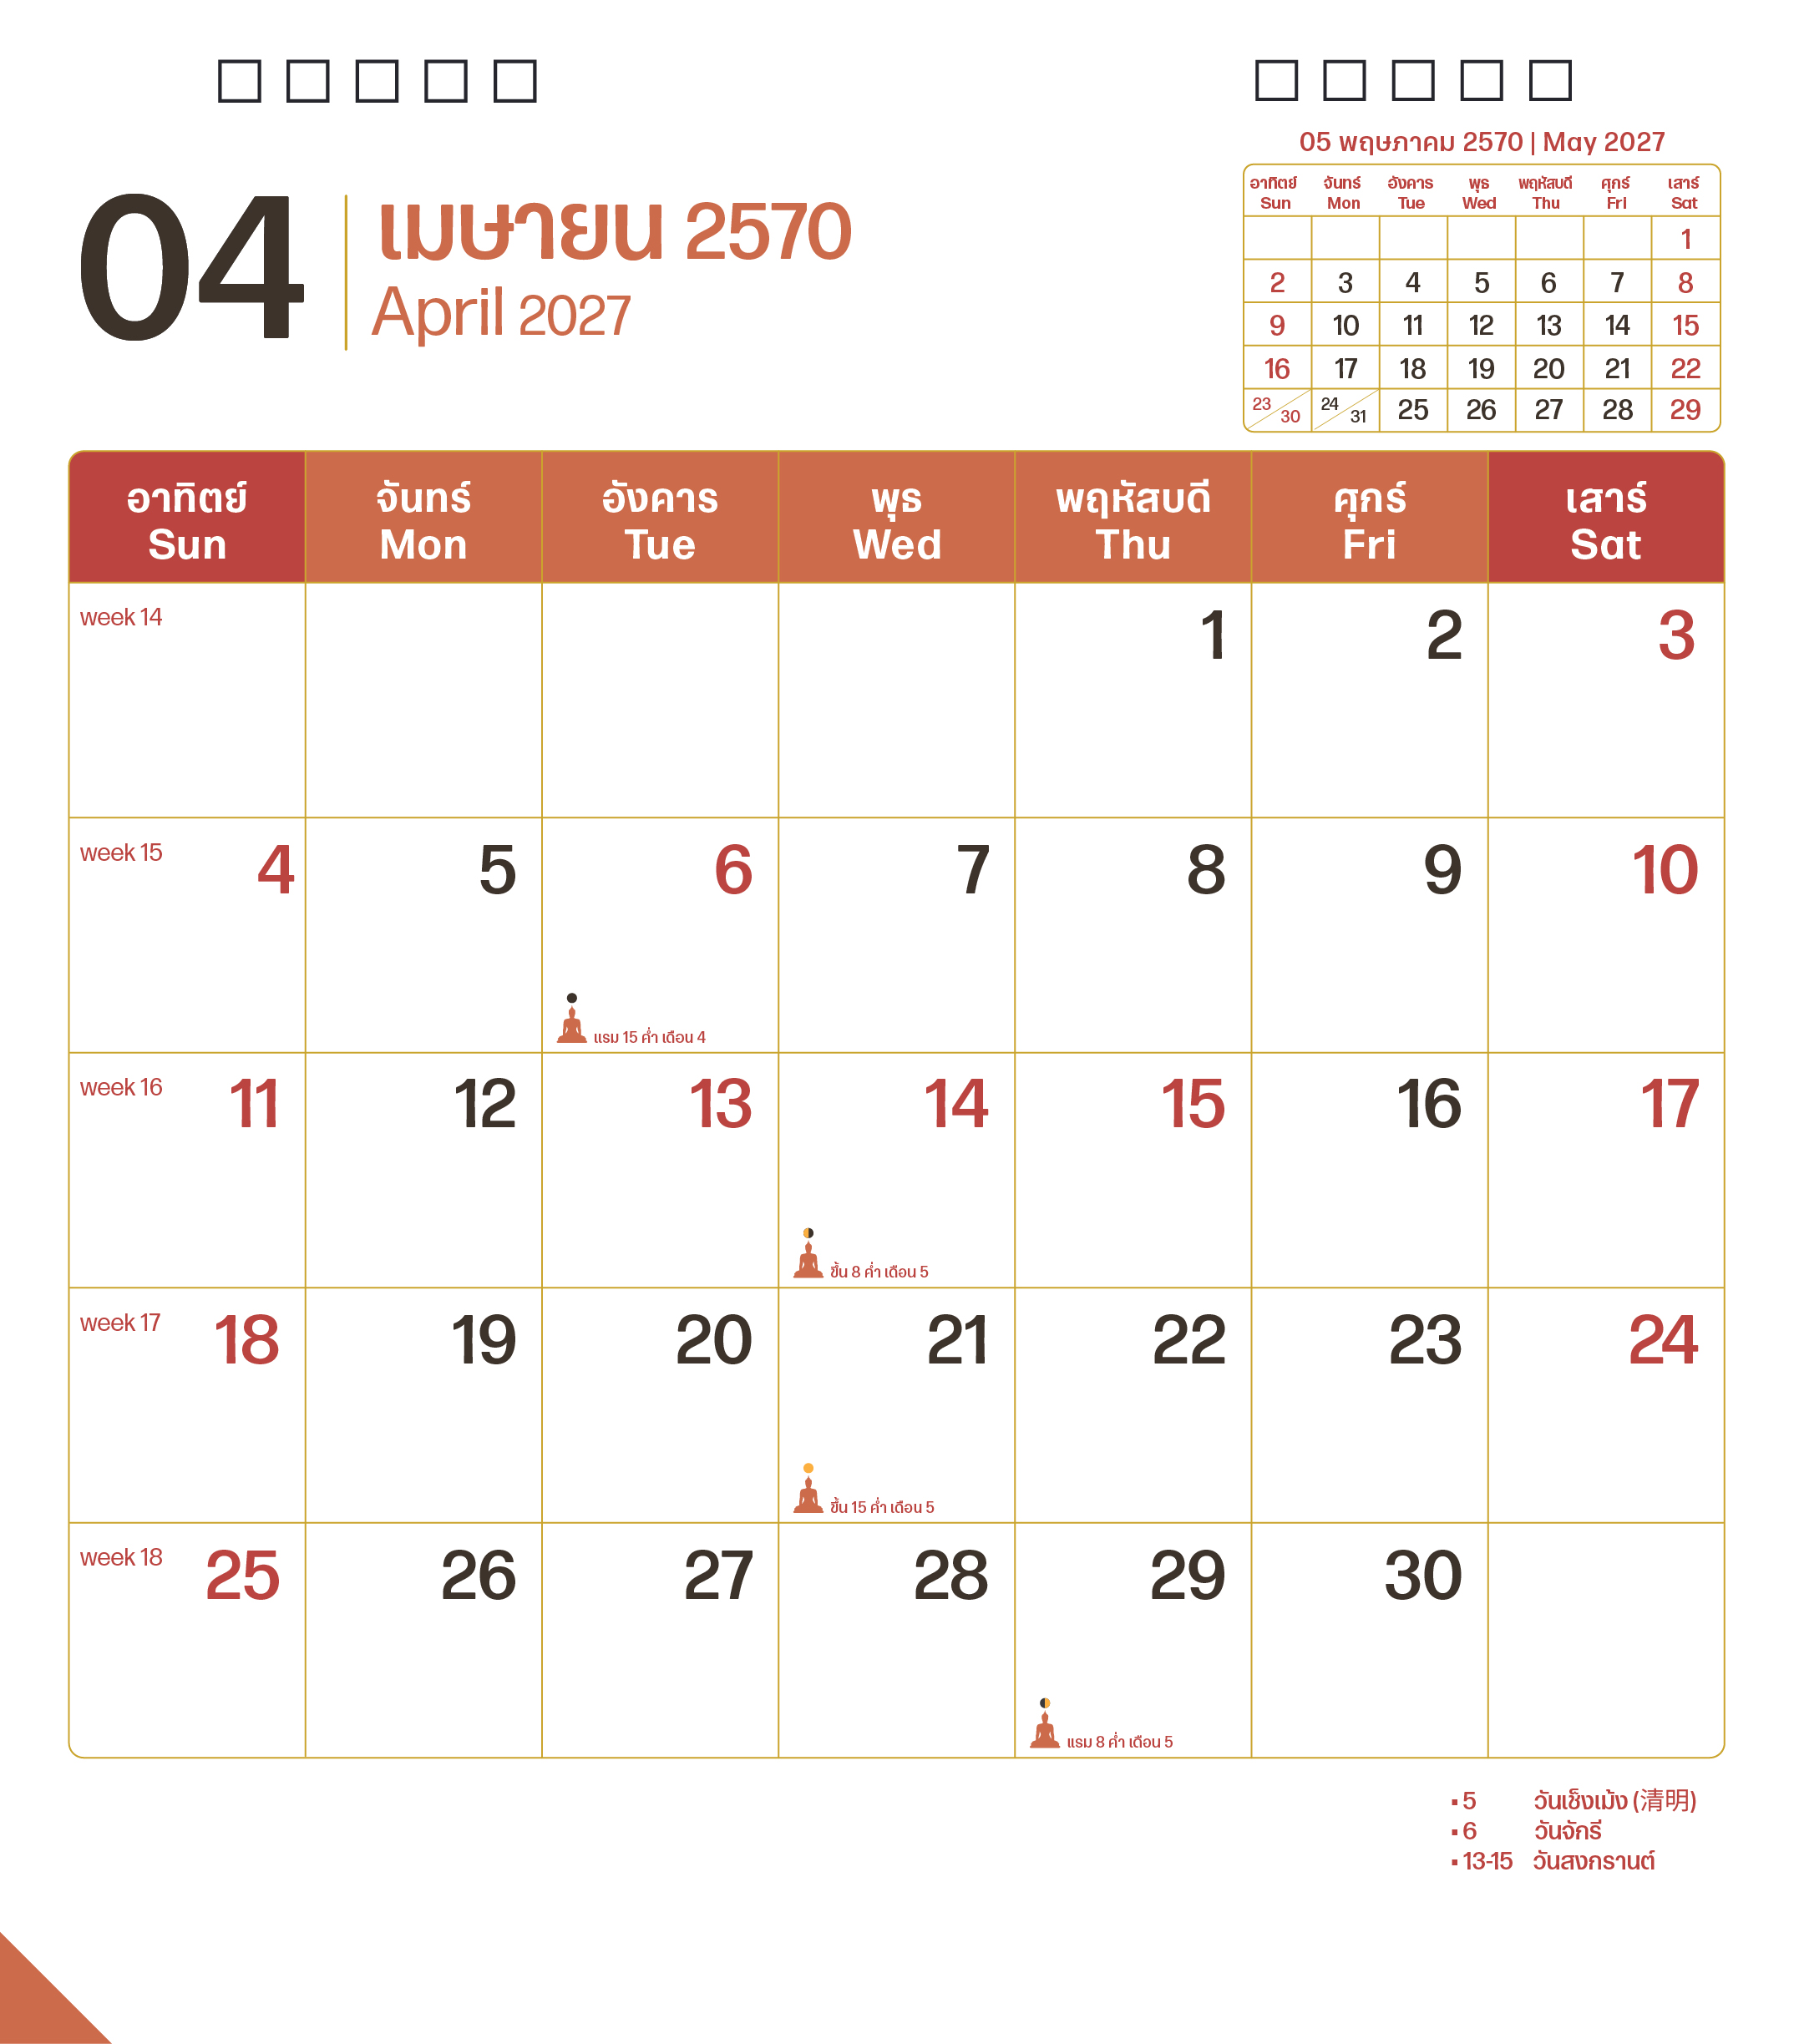 05 พฤษภาคม 2570 | May 2027
อาทิตย์ จันทร์ อังคาร พุธ พฤหัสบดี ศุกร์ เสาร์
Sun Mon Tue Wed Thu Fri Sat
1
2 3 4 5 6 7 8
9 10 11 12 13 14 15
16 17 18 19 20 21 22
23 30 24 31 25 26 27 28 29
04
เมษายน 2570
April 2027
อาทิตย์ จันทร์ อังคาร พุธ พฤหัสบดี ศุกร์ เสาร์
Sun Mon Tue Wed Thu Fri Sat
week 14 1 2 3
week 15 4 5 6 7 8 9 10
แรม 15 ค่ำ เดือน 4
week 16 11 12 13 14 15 16 17
ขึ้น 8 ค่ำ เดือน 5
week 17 18 19 20 21 22 23 24
ขึ้น 15 ค่ำ เดือน 5
week 18 25 26 27 28 29 30
แรม 8 ค่ำ เดือน 5
▪ 5 วันเช็งเม้ง (清明)
▪ 6 วันจักรี
▪ 13-15 วันสงกรานต์